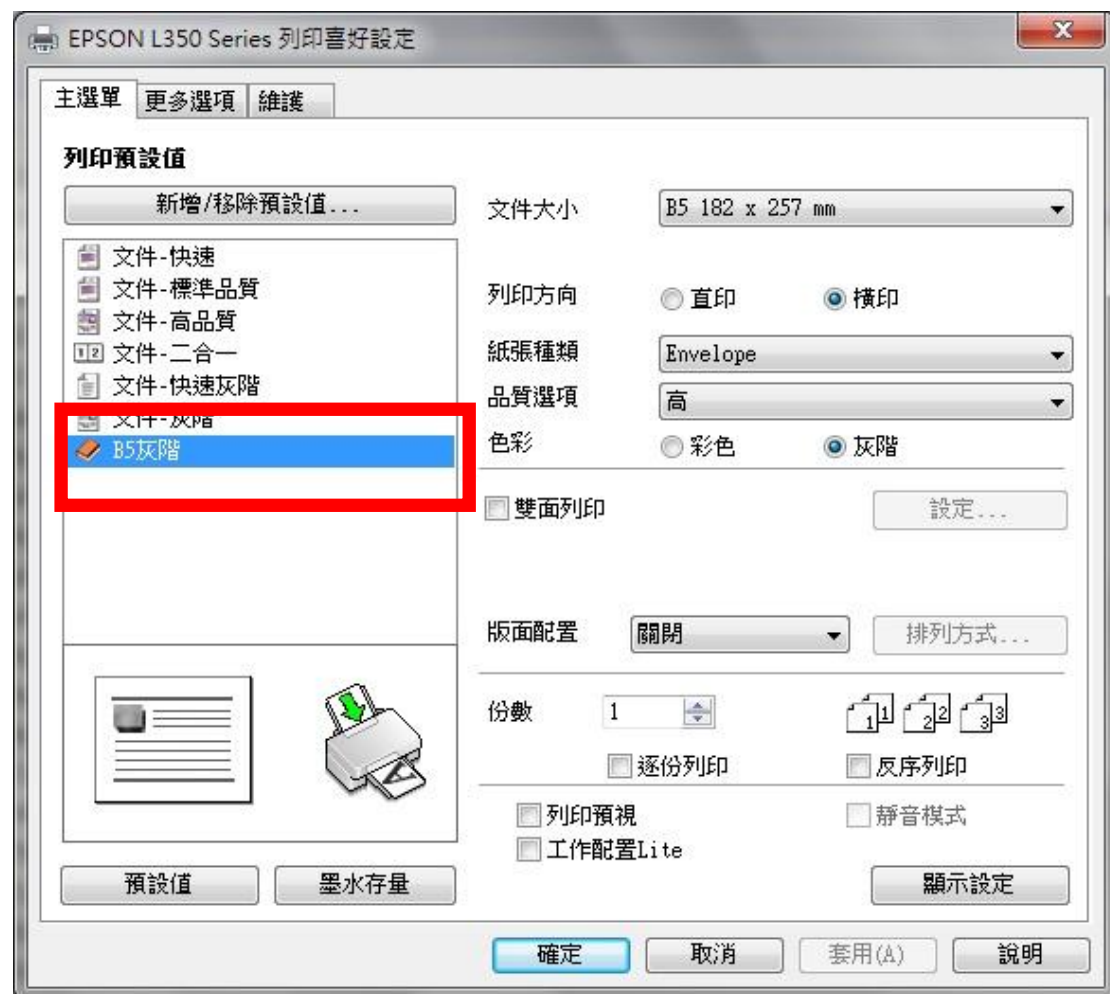 EPSON L350 Series 列印喜好設定
主選單 更多選項 維護
列印預設值
新增/移除預設值...
文件-快速
文件-標準品質
文件-高品質
文件-二合一
文件-快速灰階
文件-灰階
B5灰階
文件大小 B5 182 x 257 mm
列印方向 直印 橫印
紙張種類 Envelope
品質選項 高
色彩 彩色 灰階
雙面列印 設定...
版面配置 關閉 排列方式...
份數 1 1 1 2 2 3 3
逐份列印 反序列印
列印預視 靜音模式
工作配置Lite
預設值 墨水存量 顯示設定
確定 取消 套用(A) 說明